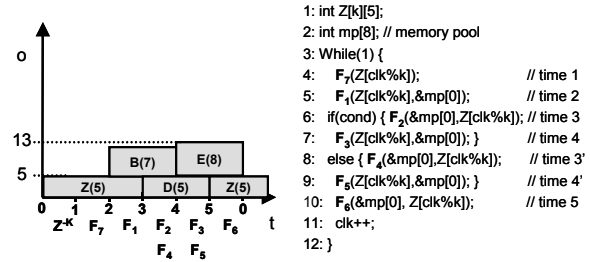 o
13
5
B(7)
E(8)
Z(5)
D(5)
Z(5)
0 1 2 3 4 5 0 t
Z-K F7 F1 F2 F3 F6
F4 F5
1: int Z[k][5];
2: int mp[8]; // memory pool
3: While(1) {
4: F7(Z[clk%k]); // time 1
5: F1(Z[clk%k],&mp[0]); // time 2
6: if(cond) { F2(&mp[0],Z[clk%k]); // time 3
7: F3(Z[clk%k],&mp[0]); } // time 4
8: else { F4(&mp[0],Z[clk%k]); // time 3'
9: F5(Z[clk%k],&mp[0]); } // time 4'
10: F6(&mp[0], Z[clk%k]); // time 5
11: clk++;
12: }